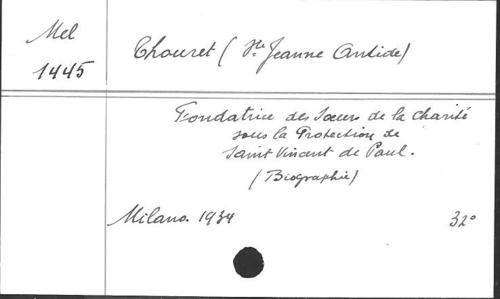 Mel
1445
Thouret (Ste Jeanne Antide)
Fondatrice des Soeurs de la Charité
sous la Protection de
Saint Vincent de Paul.
(Biographie)
Milano. 1934
32°